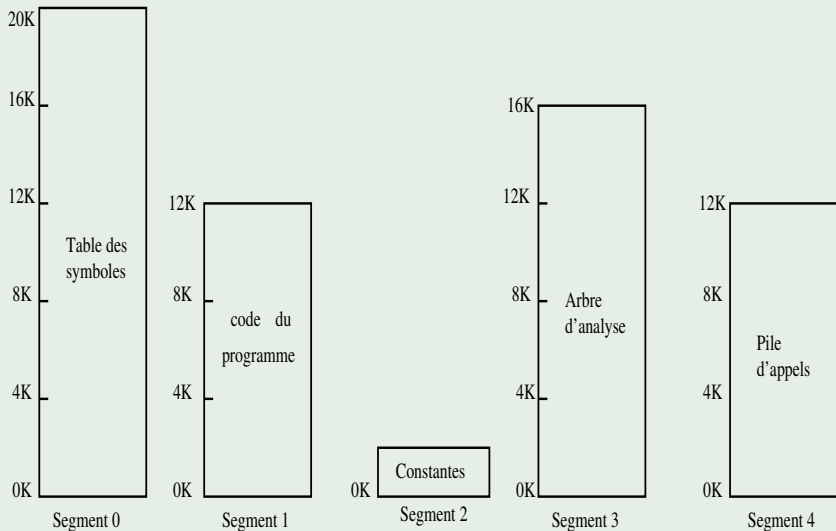 20K
16K
12K
8K
4K
0K
Table des
symboles
Segment 0
12K
8K
4K
0K
code du
programme
Segment 1
0K
Constantes
Segment 2
16K
12K
8K
4K
0K
Arbre
d'analyse
Segment 3
12K
8K
4K
0K
Pile
d'appels
Segment 4